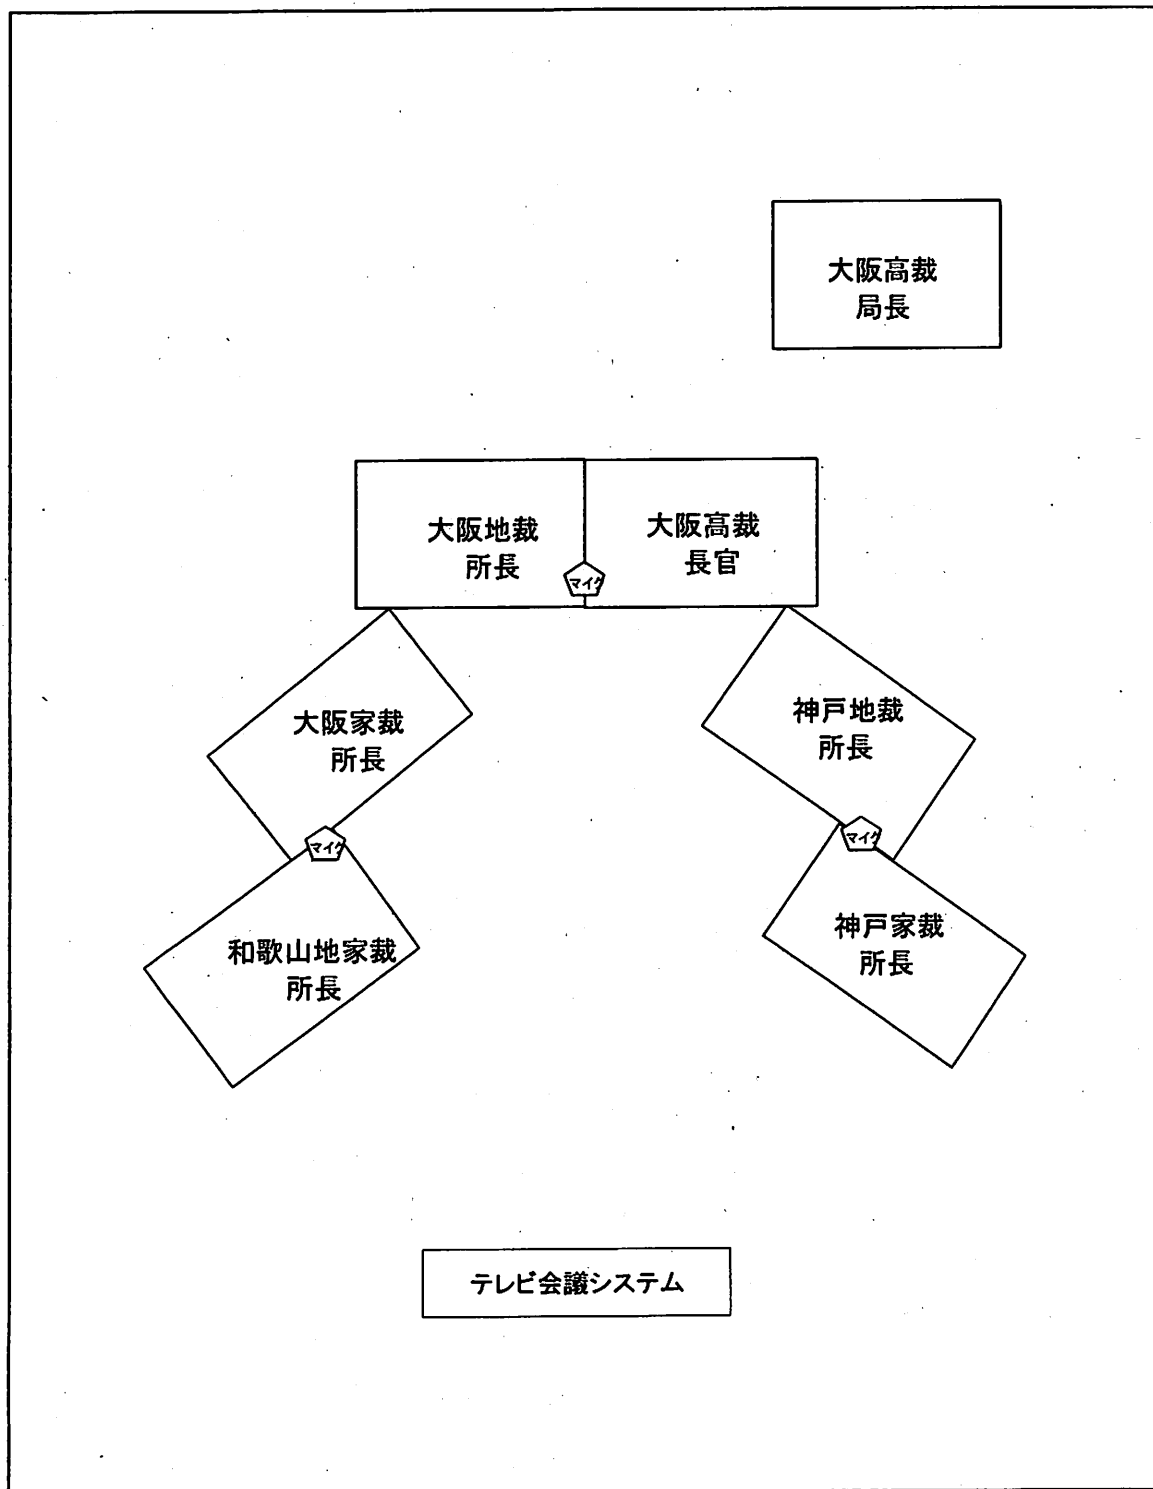 大阪高裁
局長
大阪地裁
所長
大阪高裁
長官
マイク
大阪家裁
所長
神戸地裁
所長
マイク
マイク
和歌山地家裁
所長
神戸家裁
所長
テレビ会議システム